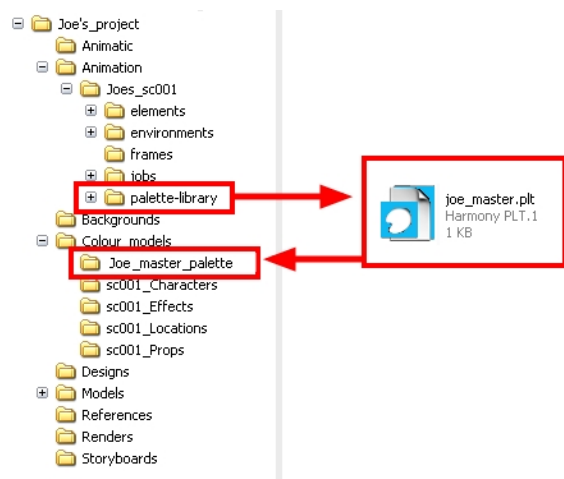 Joe's_project
Animatic
Animation
Joes_sc001
elements
environments
frames
jobs
palette-library
Backgrounds
Colour_models
Joe_master_palette
sc001_Characters
sc001_Effects
sc001_Locations
sc001_Props
Designs
Models
References
Renders
Storyboards
joe_master.plt
Harmony PLT.1
1 KB